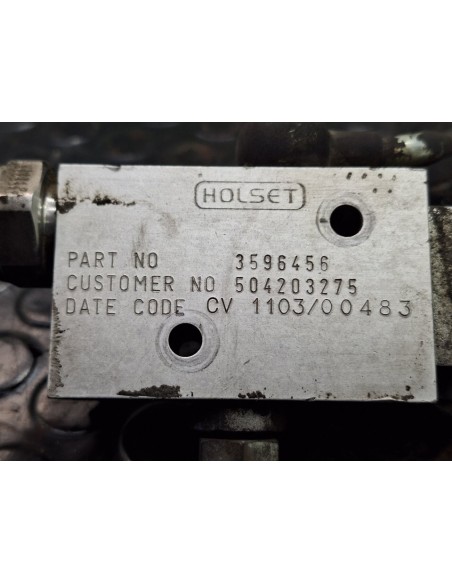 HOLSET
PART NO 3596456
CUSTOMER NO 504203275
DATE CODE CV 1103/00483